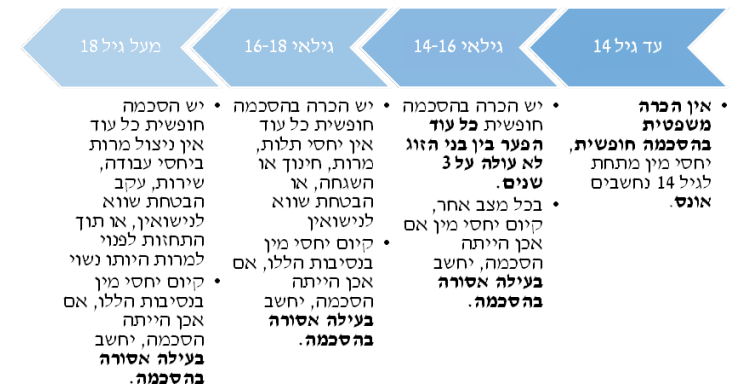 עד גיל 14
גילאי 14-16
גילאי 16-18
מעל גיל 18
• אין הכרה
משפטית
בהסכמה חופשית,
יחסי מין מתחת
לגיל 14 נחשבים
אונס.
• יש הכרה בהסכמה
חופשית כל עוד
הפער בין בני הזוג
לא עולה על 3
שנים.
• בכל מצב אחר,
קיום יחסי מין אם
אכן הייתה
הסכמה, יחשב
בעילה אסורה
בהסכמה.
• יש הכרה בהסכמה
חופשית כל עוד
אין יחסי תלות,
מרות, חינוך או
השגחה, או
הבטחת שווא
לנישואין
• קיום יחסי מין
בנסיבות הללו, אם
אכן הייתה
הסכמה, יחשב
בעילה אסורה
בהסכמה.
• יש הסכמה
חופשית כל עוד
אין ניצול מרות
ביחסי עבודה,
שירות, עקב
הבטחת שווא
לנישואין, או תוך
התחזות לפנוי
למרות היותו נשוי
• קיום יחסי מין
בנסיבות הללו, אם
אכן הייתה
הסכמה, יחשב
בעילה אסורה
בהסכמה.